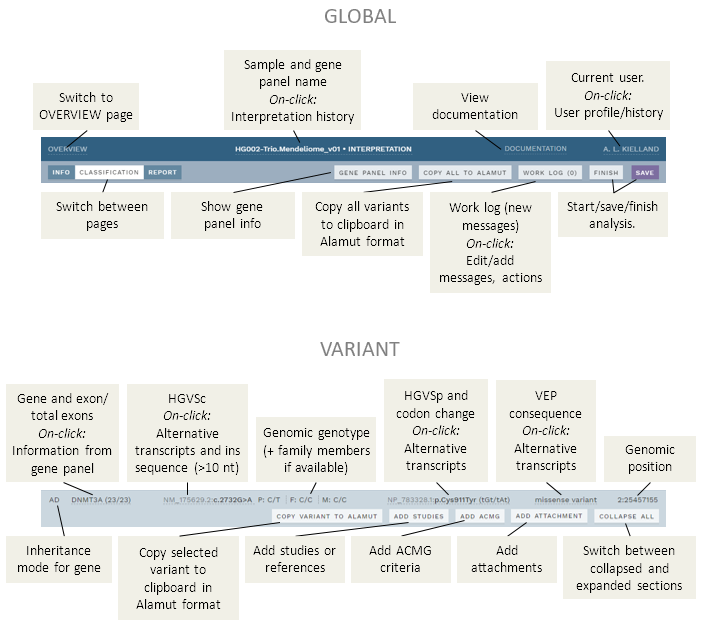 GLOBAL
Switch to
OVERVIEW page
Sample and gene
panel name
On-click:
Interpretation history
View
documentation
Current user.
On-click:
User profile/history
OVERVIEW
HG002-Trio.Mendeliome_v01 • INTERPRETATION
DOCUMENTATION
A. L. KIELLAND
INFO
CLASSIFICATION
REPORT
GENE PANEL INFO
COPY ALL TO ALAMUT
WORK LOG (0)
FINISH
SAVE
Switch between
pages
Show gene
panel info
Copy all variants
to clipboard in
Alamut format
Work log (new
messages)
On-click:
Edit/add
messages, actions
Start/save/finish
analysis.
VARIANT
Gene and exon/
total exons
On-click:
Information from
gene panel
HGVSc
On-click:
Alternative
transcripts and ins
sequence (>10 nt)
Genomic genotype
(+ family members
if available)
HGVSp and
codon change
On-click:
Alternative
transcripts
VEP
consequence
On-click:
Alternative
transcripts
Genomic
position
AD DNMT3A (23/23) NM_175629.2:c.2732G>A P: C/T | F: C/C | M: C/C NP_783328.1:p.Cys911Tyr (tGt/tAt) missense variant 2:25457155
COPY VARIANT TO ALAMUT
ADD STUDIES
ADD ACMG
ADD ATTACHMENT
COLLAPSE ALL
Inheritance
mode for gene
Copy selected
variant to
clipboard in
Alamut format
Add studies or
references
Add ACMG
criteria
Add
attachments
Switch between
collapsed and
expanded sections